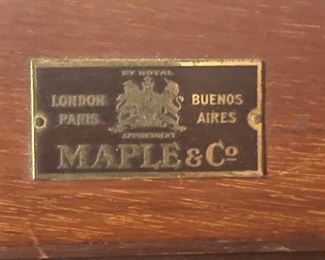 BY ROYAL
LONDON BUENOS
PARIS AIRES
APPOINTMENT
MAPLE & Co